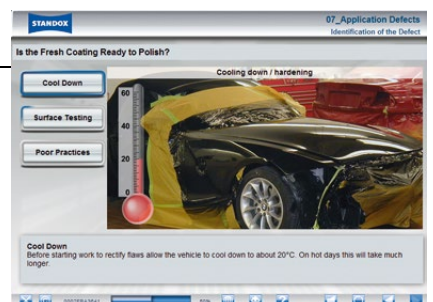 STANDOX
07_Application Defects
Identification of the Defect
Is the Fresh Coating Ready to Polish?
Cool Down
Surface Testing
Poor Practices
Cooling down / hardening
60
40
20
0
Cool Down
Before starting work to rectify flaws allow the vehicle to cool down to about 20°C. On hot days this will take much
longer.